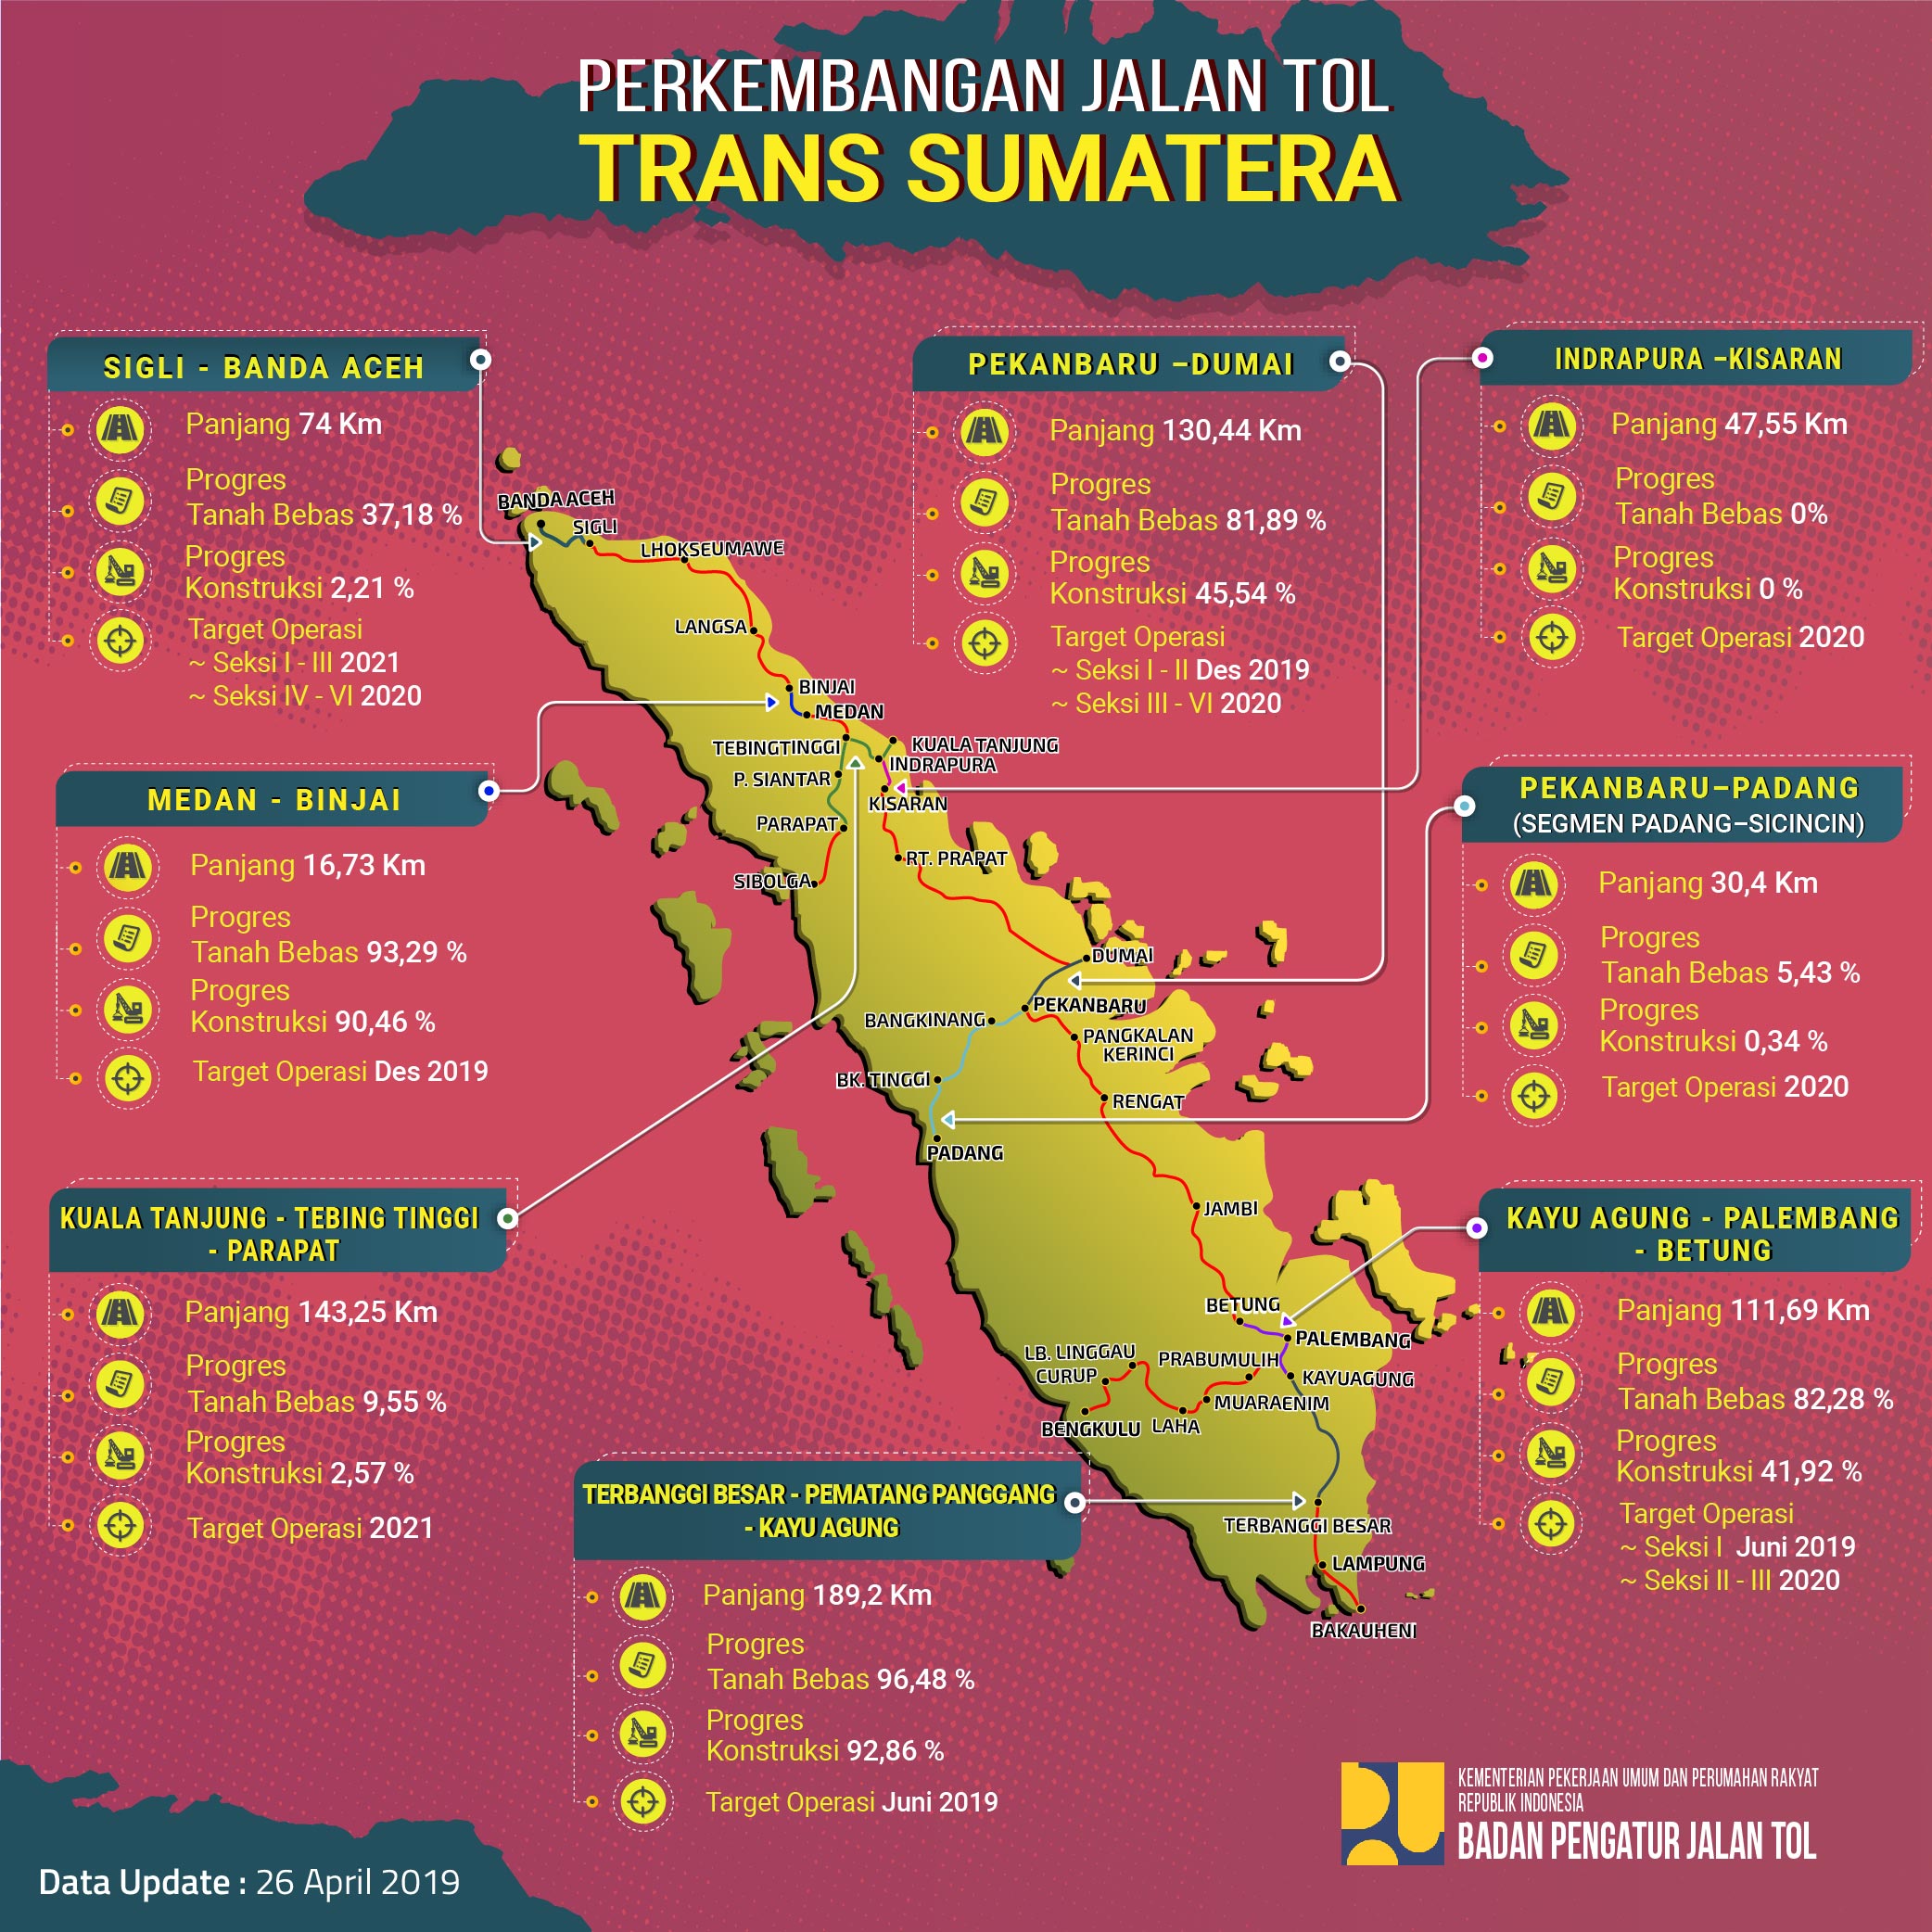 PERKEMBANGAN JALAN TOL
TRANS SUMATERA
SIGLI - BANDA ACEH
Panjang 74 Km
Progres
Tanah Bebas 37,18 %
Progres
Konstruksi 2,21 %
Target Operasi
~ Seksi I - III 2021
~ Seksi IV - VI 2020
PEKANBARU –DUMAI
Panjang 130,44 Km
Progres
Tanah Bebas 81,89 %
Progres
Konstruksi 45,54 %
Target Operasi
~ Seksi I - II Des 2019
~ Seksi III - VI 2020
INDRAPURA –KISARAN
Panjang 47,55 Km
Progres
Tanah Bebas 0%
Progres
Konstruksi 0 %
Target Operasi 2020
MEDAN - BINJAI
Panjang 16,73 Km
Progres
Tanah Bebas 93,29 %
Progres
Konstruksi 90,46 %
Target Operasi Des 2019
PEKANBARU–PADANG
(SEGMEN PADANG–SICINCIN)
Panjang 30,4 Km
Progres
Tanah Bebas 5,43 %
Progres
Konstruksi 0,34 %
Target Operasi 2020
KUALA TANJUNG - TEBING TINGGI
- PARAPAT
Panjang 143,25 Km
Progres
Tanah Bebas 9,55 %
Progres
Konstruksi 2,57 %
Target Operasi 2021
KAYU AGUNG - PALEMBANG
- BETUNG
Panjang 111,69 Km
Progres
Tanah Bebas 82,28 %
Progres
Konstruksi 41,92 %
Target Operasi
~ Seksi I Juni 2019
~ Seksi II - III 2020
TERBANGGI BESAR - PEMATANG PANGGANG
- KAYU AGUNG
Panjang 189,2 Km
Progres
Tanah Bebas 96,48 %
Progres
Konstruksi 92,86 %
Target Operasi Juni 2019
BANDA ACEH
SIGLI
LHOKSEUMAWE
LANGSA
BINJAI
MEDAN
TEBINGTINGGI
KUALA TANJUNG
INDRAPURA
P. SIANTAR
KISARAN
PARAPAT
RT. PRAPAT
SIBOLGA
DUMAI
PEKANBARU
BANGKINANG
PANGKALAN
KERINCI
BK. TINGGI
RENGAT
PADANG
JAMBI
BETUNG
PALEMBANG
LB. LINGGAU
PRABUMULIH
CURUP
KAYUAGUNG
MUARAENIM
BENGKULU
LAHA
TERBANGGI BESAR
LAMPUNG
BAKAUHENI
KEMENTERIAN PEKERJAAN UMUM DAN PERUMAHAN RAKYAT
REPUBLIK INDONESIA
BADAN PENGATUR JALAN TOL
Data Update : 26 April 2019